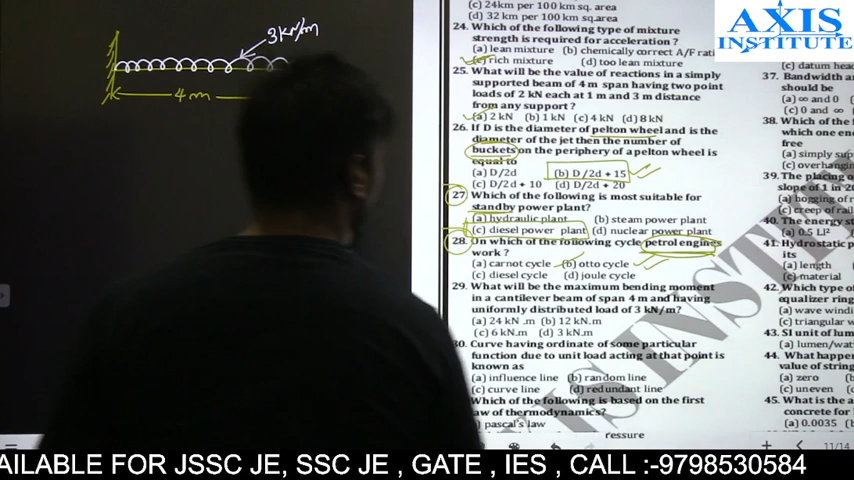 3kN/m
4 m
(c) 24km per 100 km sq. area
(d) 32 km per 100 km sq.area
24. Which of the following type of mixture
strength is required for acceleration ?
(a) lean mixture (b) chemically correct A/F rati
(c) rich mixture (d) too lean mixture
25. What will be the value of reactions in a simply
supported beam of 4 m span having two point
loads of 2 kN each at 1 m and 3 m distance
from any support ?
(a) 2 kN (b) 1 kN (c) 4 kN (d) 8 kN
26. If D is the diameter of pelton wheel and is the
diameter of the jet then the number of
buckets on the periphery of a pelton wheel is
equal to
(a) D/2d (b) D/2d + 15
(c) D/2d + 10 (d) D/2d + 20
27 Which of the following is most suitable for
standby power plant?
(a) hydraulic plant (b) steam power plant
(c) diesel power plant (d) nuclear power plant
28. On which of the following cycle petrol engines
work ?
(a) carnot cycle (b) otto cycle
(c) diesel cycle (d) joule cycle
29. What will be the maximum bending moment
in a cantilever beam of span 4 m and having
uniformly distributed load of 3 kN/m?
(a) 24 kN .m (b) 12 kN.m
(c) 6 kN.m (d) 3 kN.m
30. Curve having ordinate of some particular
function due to unit load acting at that point is
known as
(a) influence line (b) random line
(c) curve line (d) redundant line
Which of the following is based on the first
law of thermodynamics?
) pascal's law
ressure
AXIS
INSTITUTE
(c) datum head
37. Bandwidth a
should be
(a) ∞ and 0
(c) 0 and ∞
38. Which of the
which one en
free
(a) simply sup
(c) overhangin
39. The placing o
slope of 1 in 2
(a) hogging of r
(c) creep of rail
40. The energy st
(a) 0.5 LI²
41. Hydrostatic p
its
(a) length
(c) material
42. Which type o
equalizer ring
(a) wave windi
(c) triangular w
43. SI unit of lum
(a) lumen/wat
44. What happen
value of string
(a) zero
(c) uneven (d
45. What is the a
concrete for
(a) 0.0035 (b
11/14
AILABLE FOR JSSC JE, SSC JE , GATE , IES , CALL :-9798530584